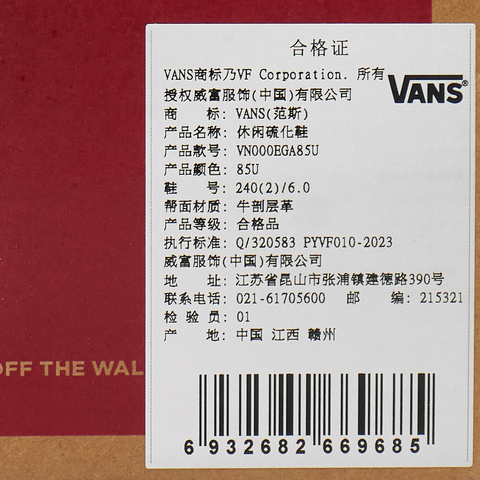 合格证
VANS商标乃VF Corporation. 所有
授权威富服饰(中国)有限公司
VANS®
商 标: VANS(范斯)
产品名称: 休闲硫化鞋
产品款号: VN000EGA85U
产品颜色: 85U
鞋 号: 240(2)/6.0
帮面材质: 牛剖层革
产品等级: 合格品
执行标准: Q/320583 PYVF010-2023
威富服饰(中国)有限公司
地 址: 江苏省昆山市张浦镇建德路390号
联系电话: 021-61705600 邮 编: 215321
检 验 员: 01
产 地: 中国 江西 赣州
OFF THE WAL
6 932682 669685